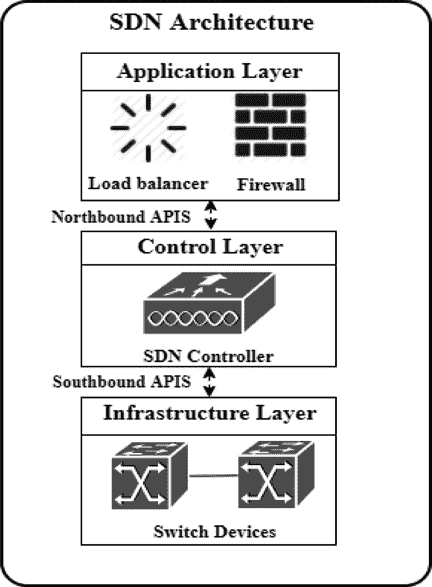 SDN Architecture
Application Layer
Load balancer
Firewall
Northbound APIS
Control Layer
SDN Controller
Southbound APIS
Infrastructure Layer
Switch Devices